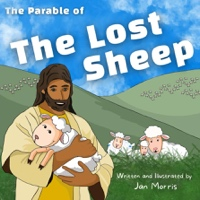 The Parable of
The Lost
Sheep
Written and Illustrated by
Jan Morris